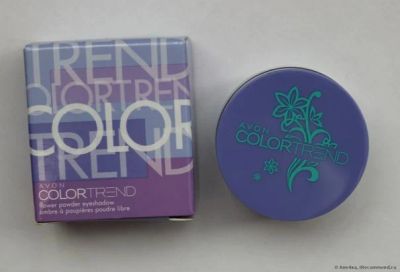 TREND
COLORTREND
COLOR
TREND
AVON
COLORTREND
flower powder eyeshadow
ombre à paupières poudre libre
AVON
COLORTREND